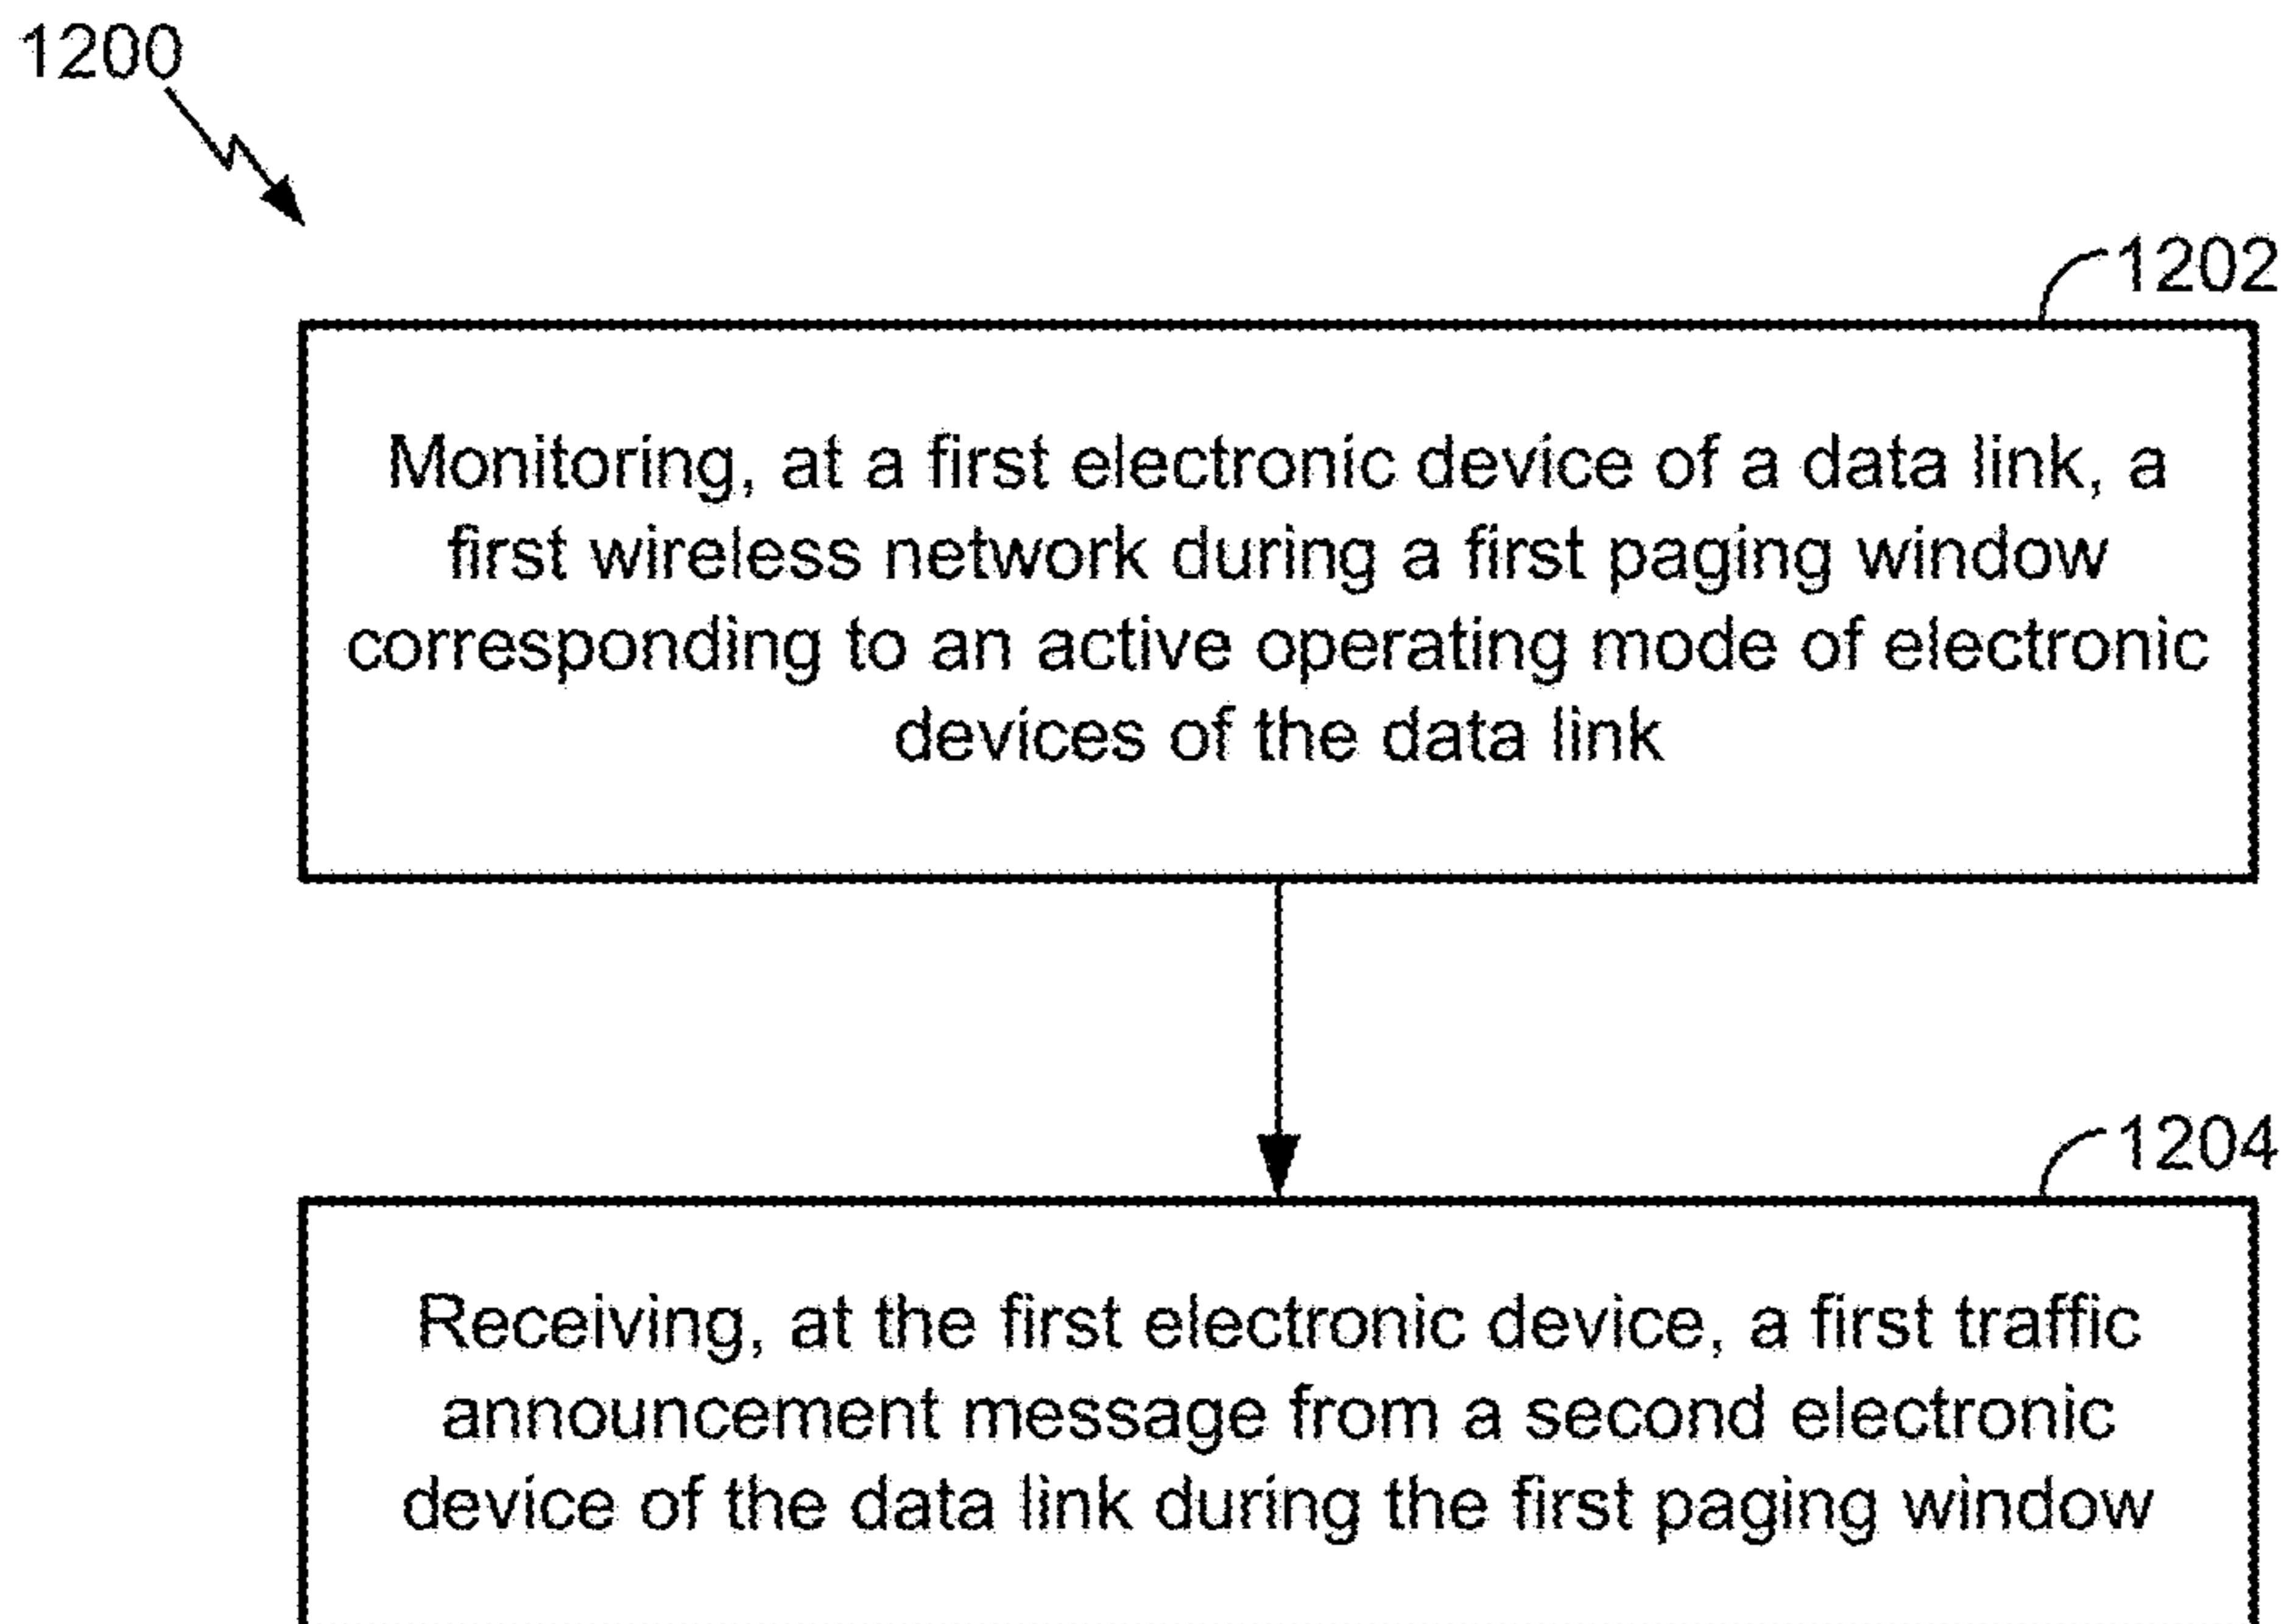 1200
1202
Monitoring, at a first electronic device of a data link, a
first wireless network during a first paging window
corresponding to an active operating mode of electronic
devices of the data link
1204
Receiving, at the first electronic device, a first traffic
announcement message from a second electronic
device of the data link during the first paging window